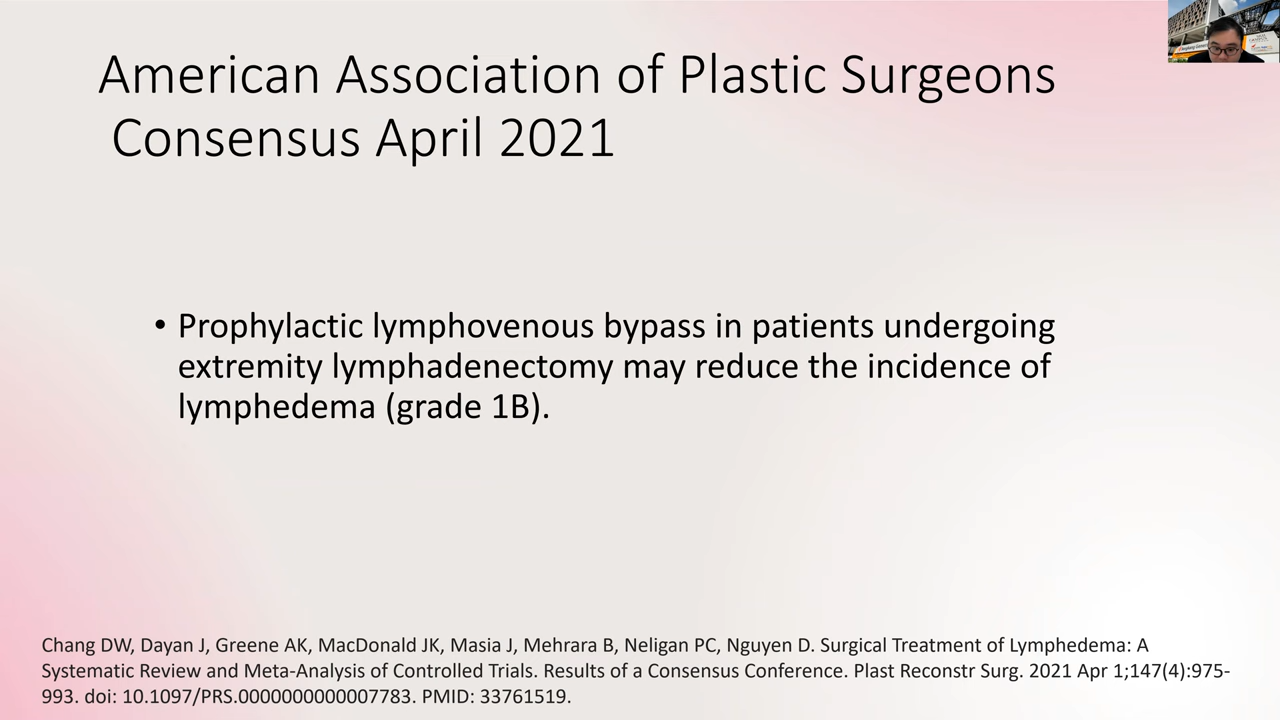 American Association of Plastic Surgeons
Consensus April 2021
• Prophylactic lymphovenous bypass in patients undergoing
extremity lymphadenectomy may reduce the incidence of
lymphedema (grade 1B).
Chang DW, Dayan J, Greene AK, MacDonald JK, Masia J, Mehrara B, Neligan PC, Nguyen D. Surgical Treatment of Lymphedema: A
Systematic Review and Meta-Analysis of Controlled Trials. Results of a Consensus Conference. Plast Reconstr Surg. 2021 Apr 1;147(4):975-
993. doi: 10.1097/PRS.0000000000007783. PMID: 33761519.